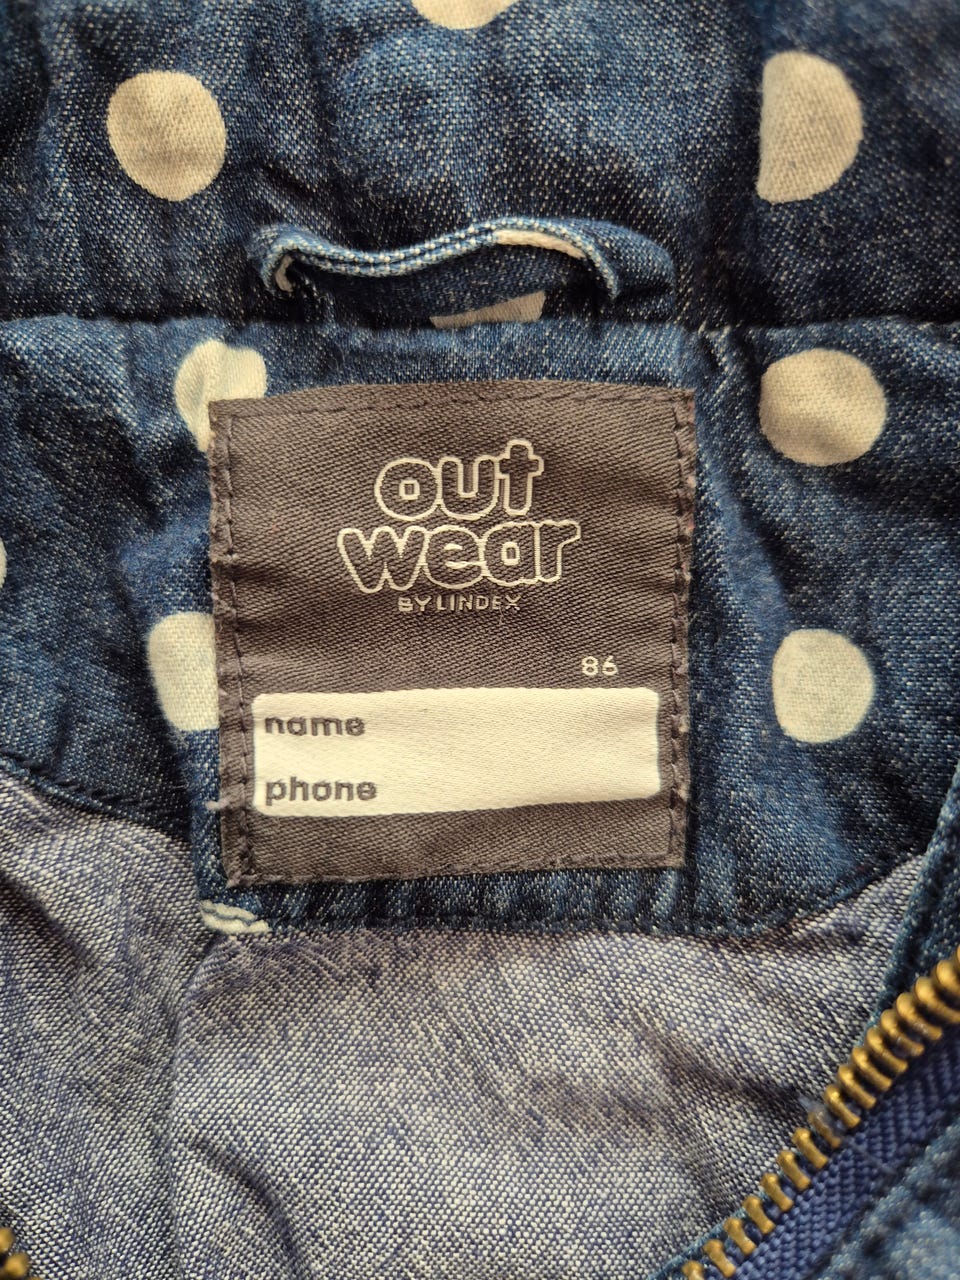 out
wear
BY LINDEX
86
name
phone